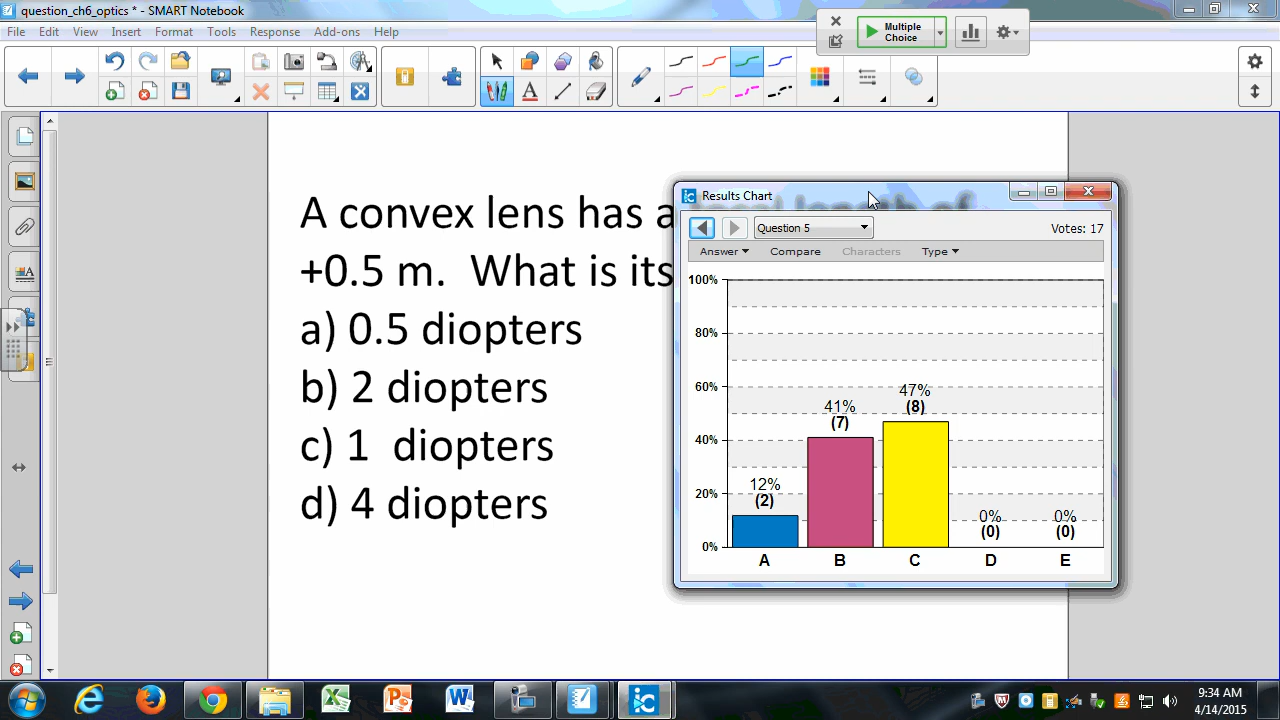 question_ch6_optics * - SMART Notebook
File Edit View Insert Format Tools Response Add-ons Help
Multiple
Choice
A convex lens has a focal length of
+0.5 m. What is its
a) 0.5 diopters
b) 2 diopters
c) 1 diopters
d) 4 diopters
Results Chart
Question 5
Votes: 17
Answer Compare Characters Type
100%
80%
60%
40%
20%
0%
12%
(2)
41%
(7)
47%
(8)
0%
(0)
0%
(0)
A B C D E
9:34 AM
4/14/2015